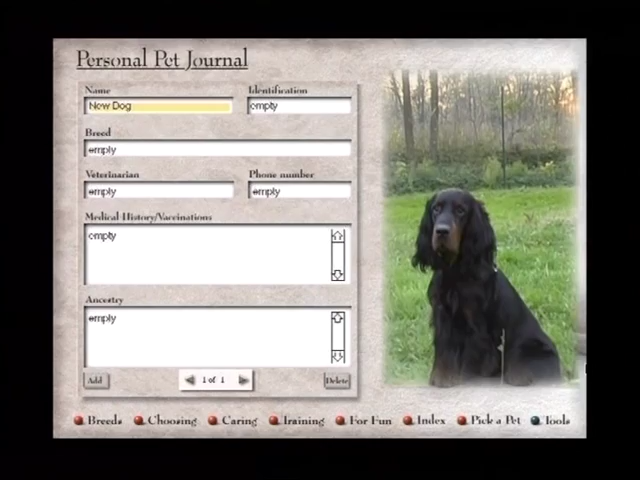 Personal Pet Journal
Name
Identification
New Dog
empty
Breed
empty
Veterinarian
Phone number
empty
empty
Medical History/Vaccinations
empty
Ancestry
empty
Add
1 of 1
Delete
Breeds
Choosing
Caring
Training
For Fun
Index
Pick a Pet
Tools